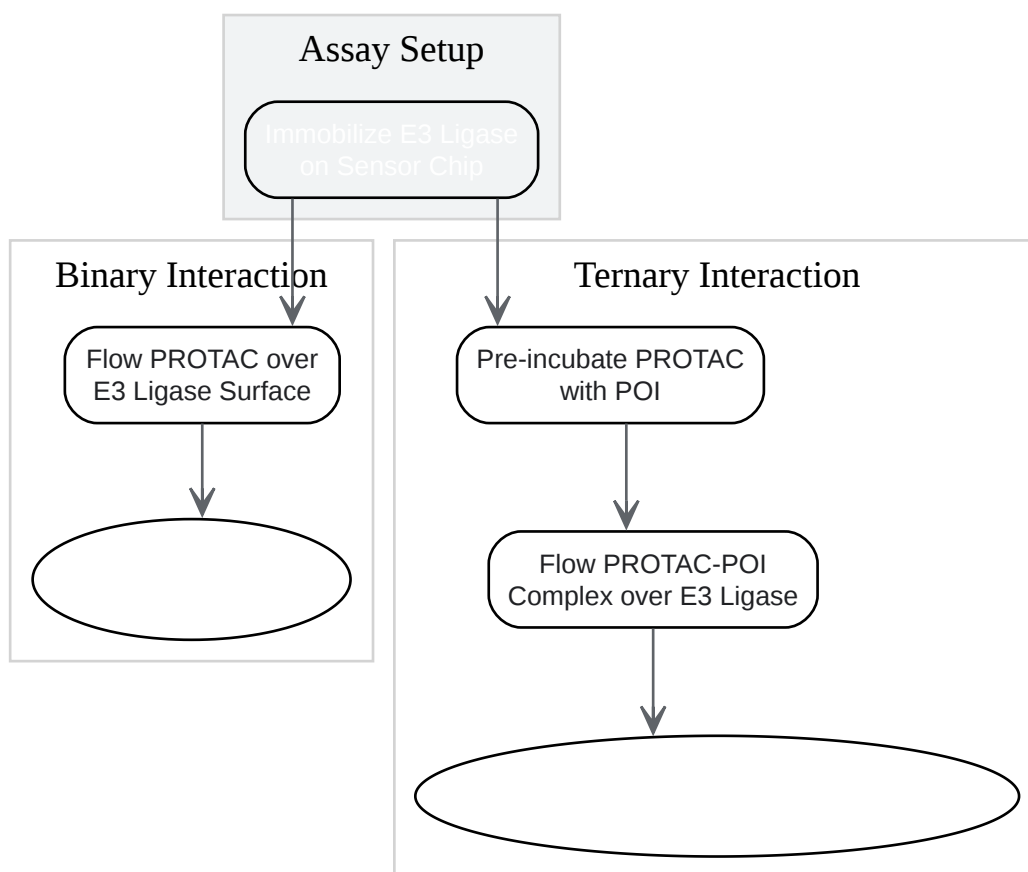 Assay Setup
Immobilize E3 Ligase
on Sensor Chip
Binary Interaction
Flow PROTAC over
E3 Ligase Surface
Ternary Interaction
Pre-incubate PROTAC
with POI
Flow PROTAC-POI
Complex over E3 Ligase